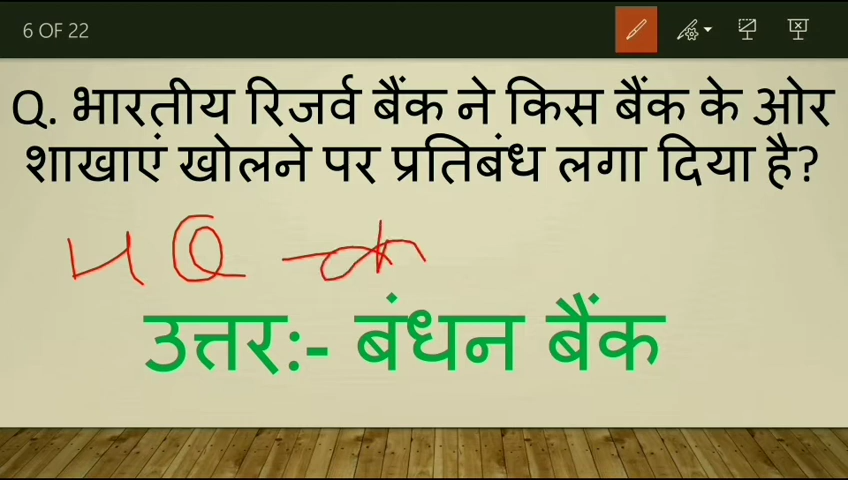 6 OF 22
Q. भारतीय रिजर्व बैंक ने किस बैंक के ओर
शाखाएं खोलने पर प्रतिबंध लगा दिया है?
उत्तर:- बंधन बैंक